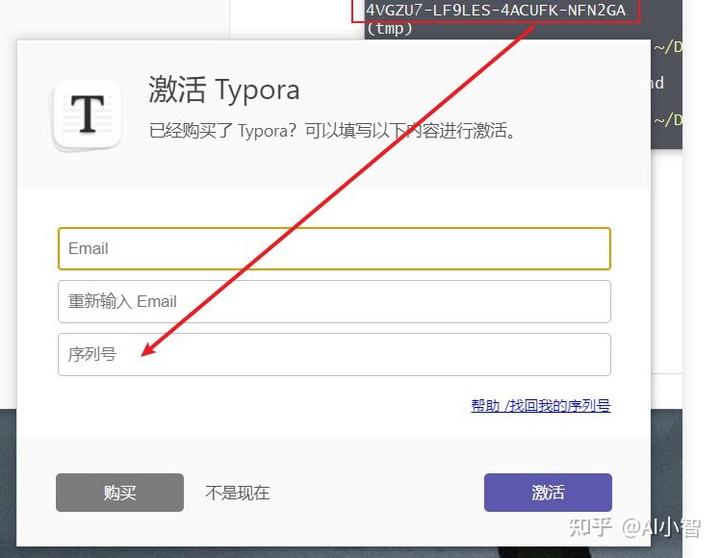 4VGZU7-LF9LES-4ACUFK-NFN2GA
(tmp)
~/D
nd
~/D
T
激活 Typora
已经购买了 Typora？可以填写以下内容进行激活。
Email
重新输入 Email
序列号
帮助 /找回我的序列号
购买 不是现在 激活
知乎 @AI小智